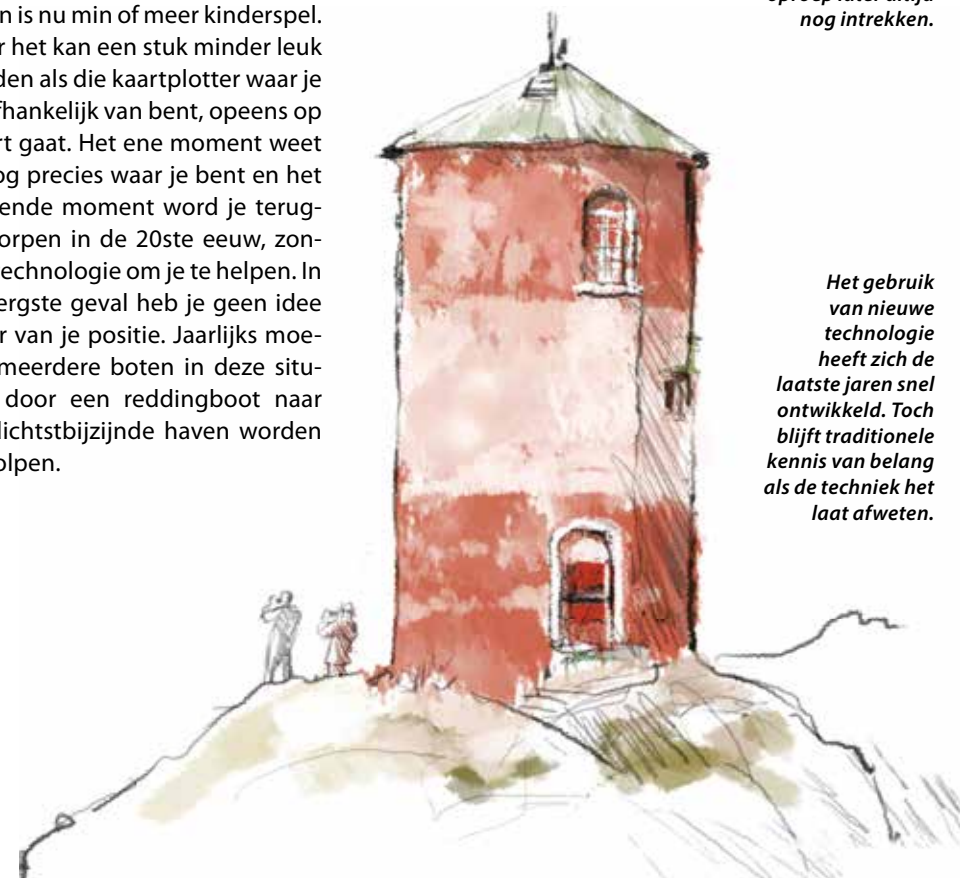 n is nu min of meer kinderspel.
r het kan een stuk minder leuk
den als die kaartplotter waar je
fhankelijk van bent, opeens op
rt gaat. Het ene moment weet
og precies waar je bent en het
ende moment word je terug-
orpen in de 20ste eeuw, zon-
echnologie om je te helpen. In
ergste geval heb je geen idee
r van je positie. Jaarlijks moe-
meerdere boten in deze situ-
door een reddingboot naar
lichtstbijzijnde haven worden
olpen.
nog intrekken.
Het gebruik
van nieuwe
technologie
heeft zich de
laatste jaren snel
ontwikkeld. Toch
blijft traditionele
kennis van belang
als de techniek het
laat afweten.